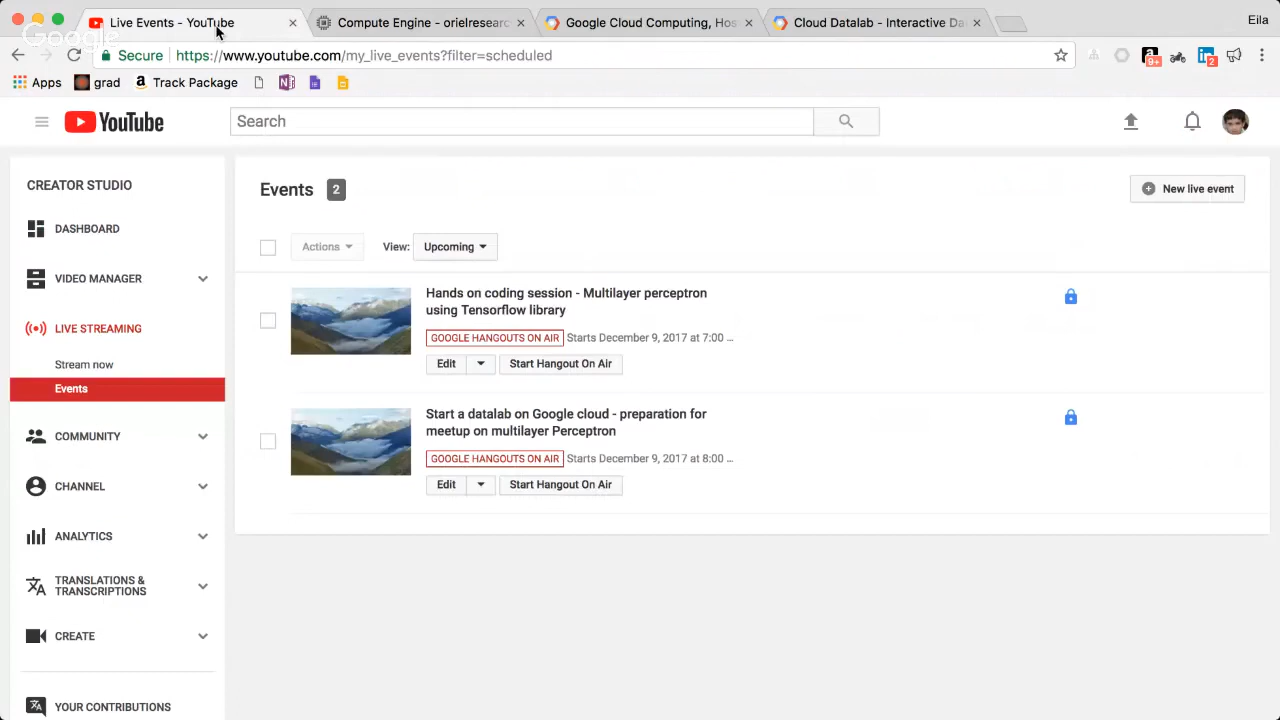 Live Events - YouTube
Compute Engine - orielresearc
Google Cloud Computing, Hos
Cloud Datalab - Interactive Da
Eila
Google
Secure
https://www.youtube.com/my_live_events?filter=scheduled
9+
2
Apps
grad
Track Package
YouTube
Search
CREATOR STUDIO
DASHBOARD
VIDEO MANAGER
LIVE STREAMING
Stream now
Events
COMMUNITY
CHANNEL
ANALYTICS
TRANSLATIONS &
TRANSCRIPTIONS
CREATE
YOUR CONTRIBUTIONS
Events 2
New live event
Actions
View: Upcoming
Hands on coding session - Multilayer perceptron
using Tensorflow library
GOOGLE HANGOUTS ON AIR Starts December 9, 2017 at 7:00 ...
Edit Start Hangout On Air
Start a datalab on Google cloud - preparation for
meetup on multilayer Perceptron
GOOGLE HANGOUTS ON AIR Starts December 9, 2017 at 8:00 ...
Edit Start Hangout On Air